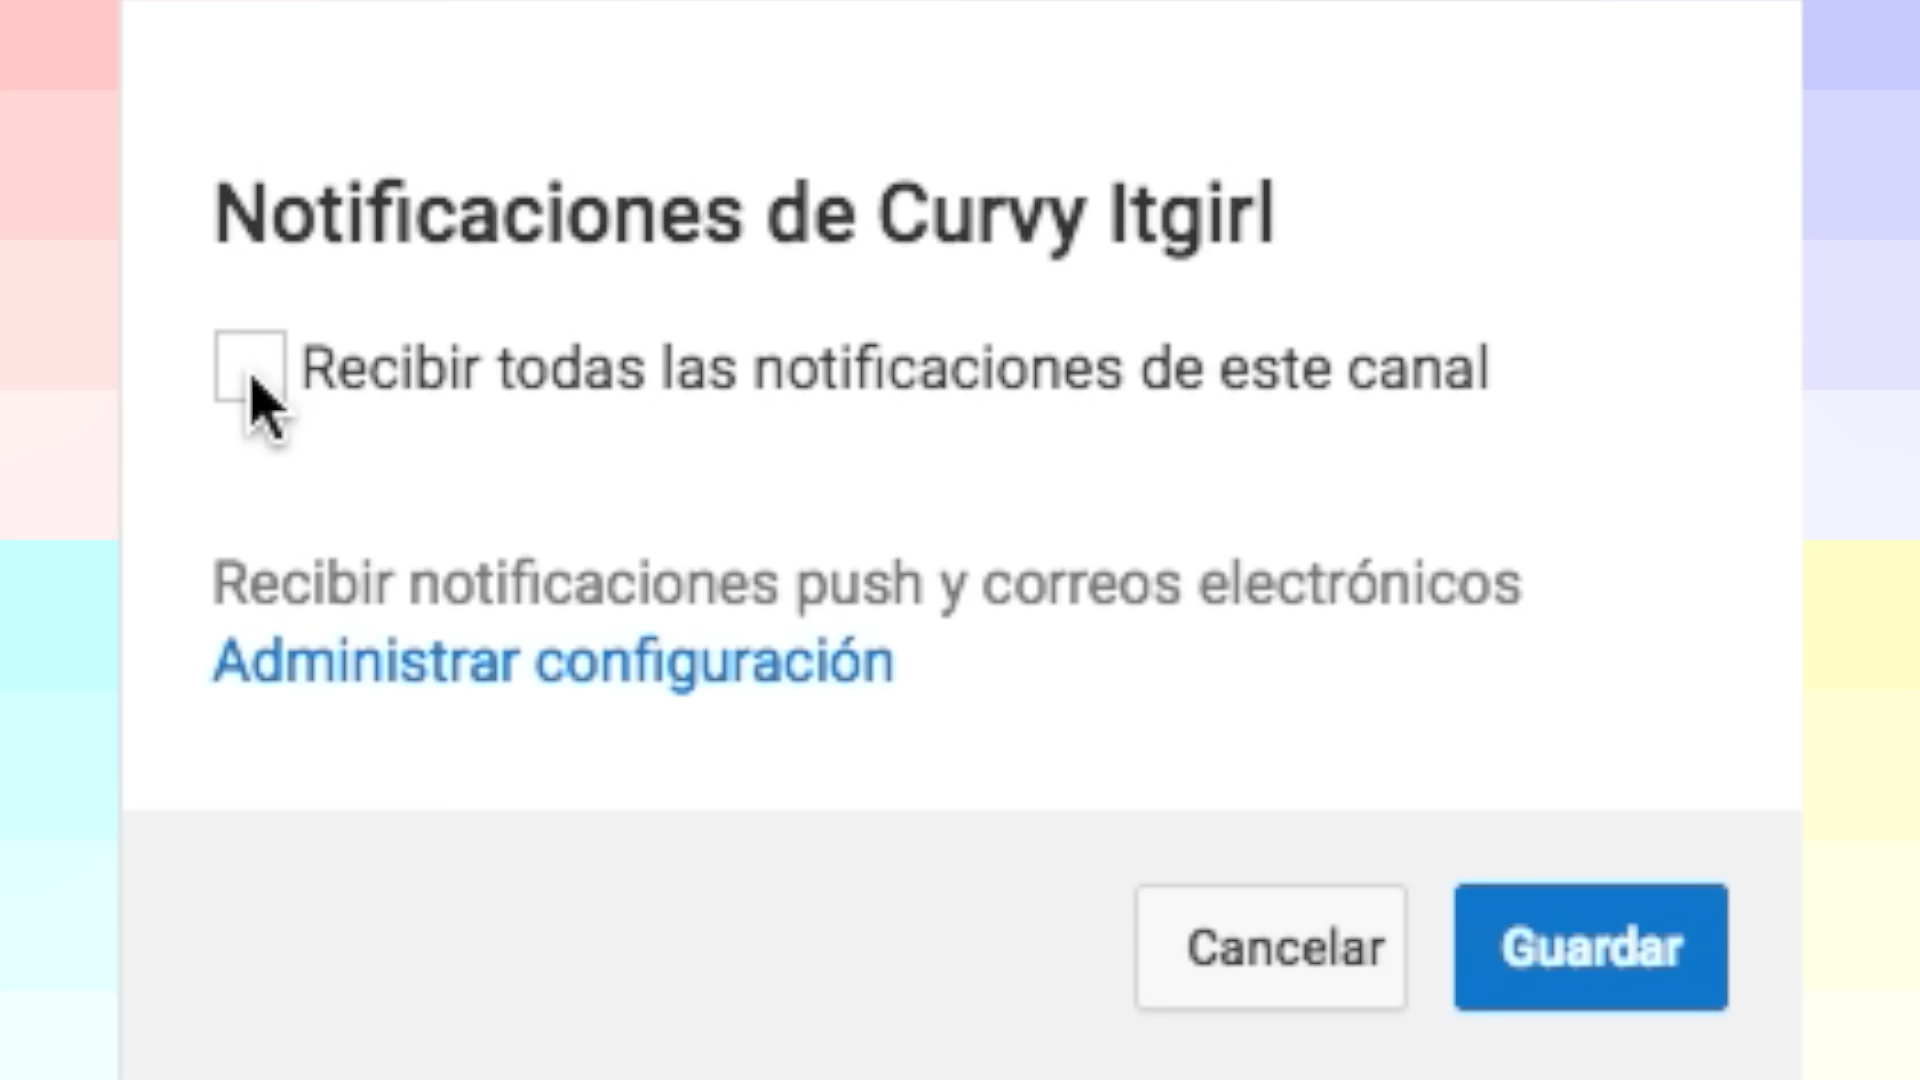 Notificaciones de Curvy Itgirl
Recibir todas las notificaciones de este canal
Recibir notificaciones push y correos electrónicos
Administrar configuración
Cancelar
Guardar